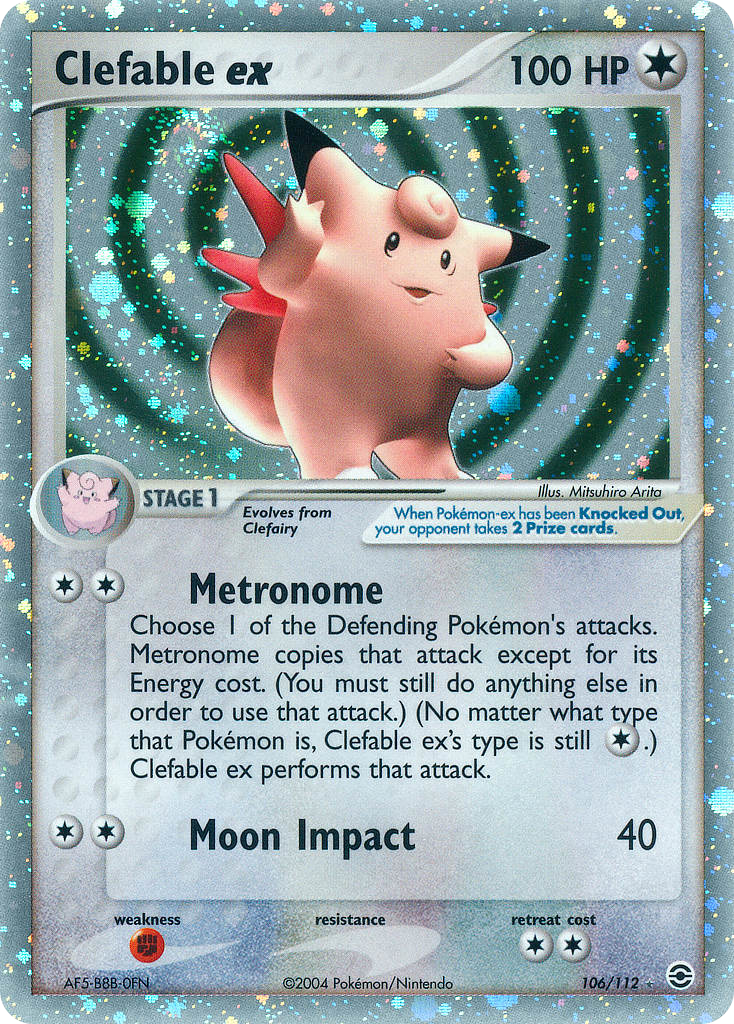 Clefable ex 100 HP
Illus. Mitsuhiro Arita
STAGE 1
Evolves from
Clefairy
When Pokémon-ex has been Knocked Out,
your opponent takes 2 Prize cards.
Metronome
Choose 1 of the Defending Pokémon's attacks.
Metronome copies that attack except for its
Energy cost. (You must still do anything else in
order to use that attack.) (No matter what type
that Pokémon is, Clefable ex's type is still .)
Clefable ex performs that attack.
Moon Impact 40
weakness resistance retreat cost
AF5-B8B-0FN ©2004 Pokémon/Nintendo 106/112